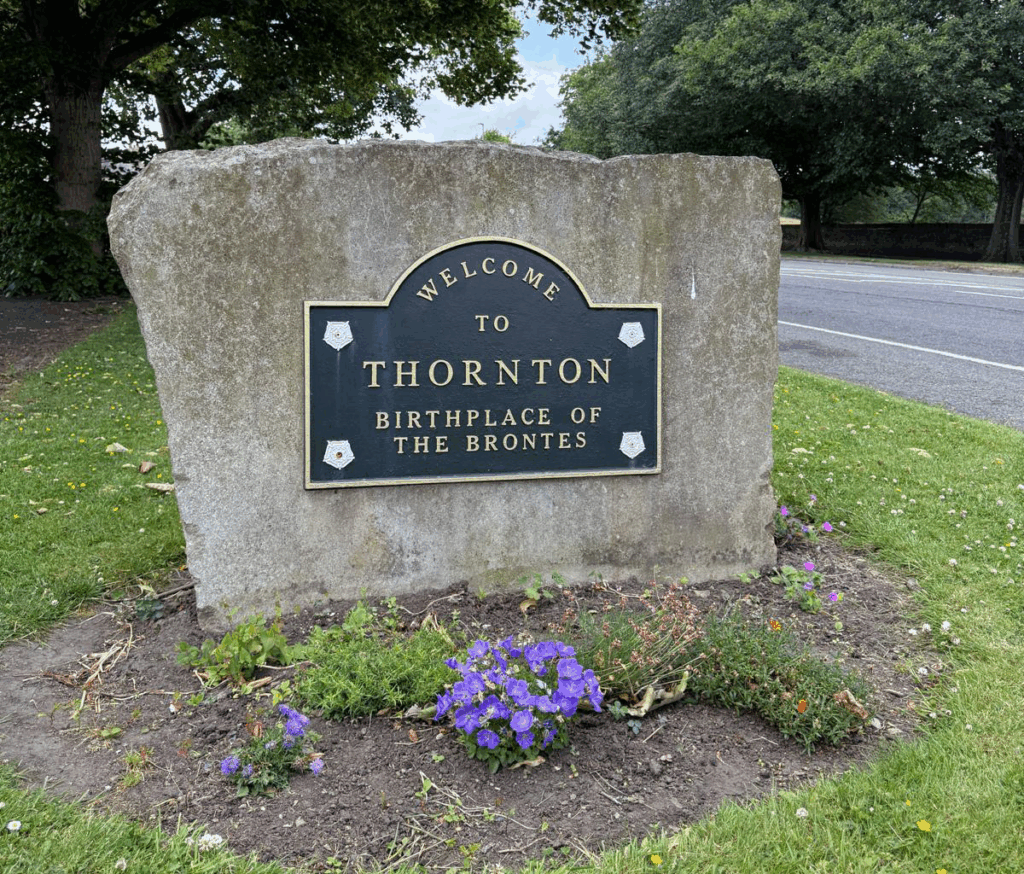 WELCOME
TO
THORNTON
BIRTHPLACE OF
THE BRONTES